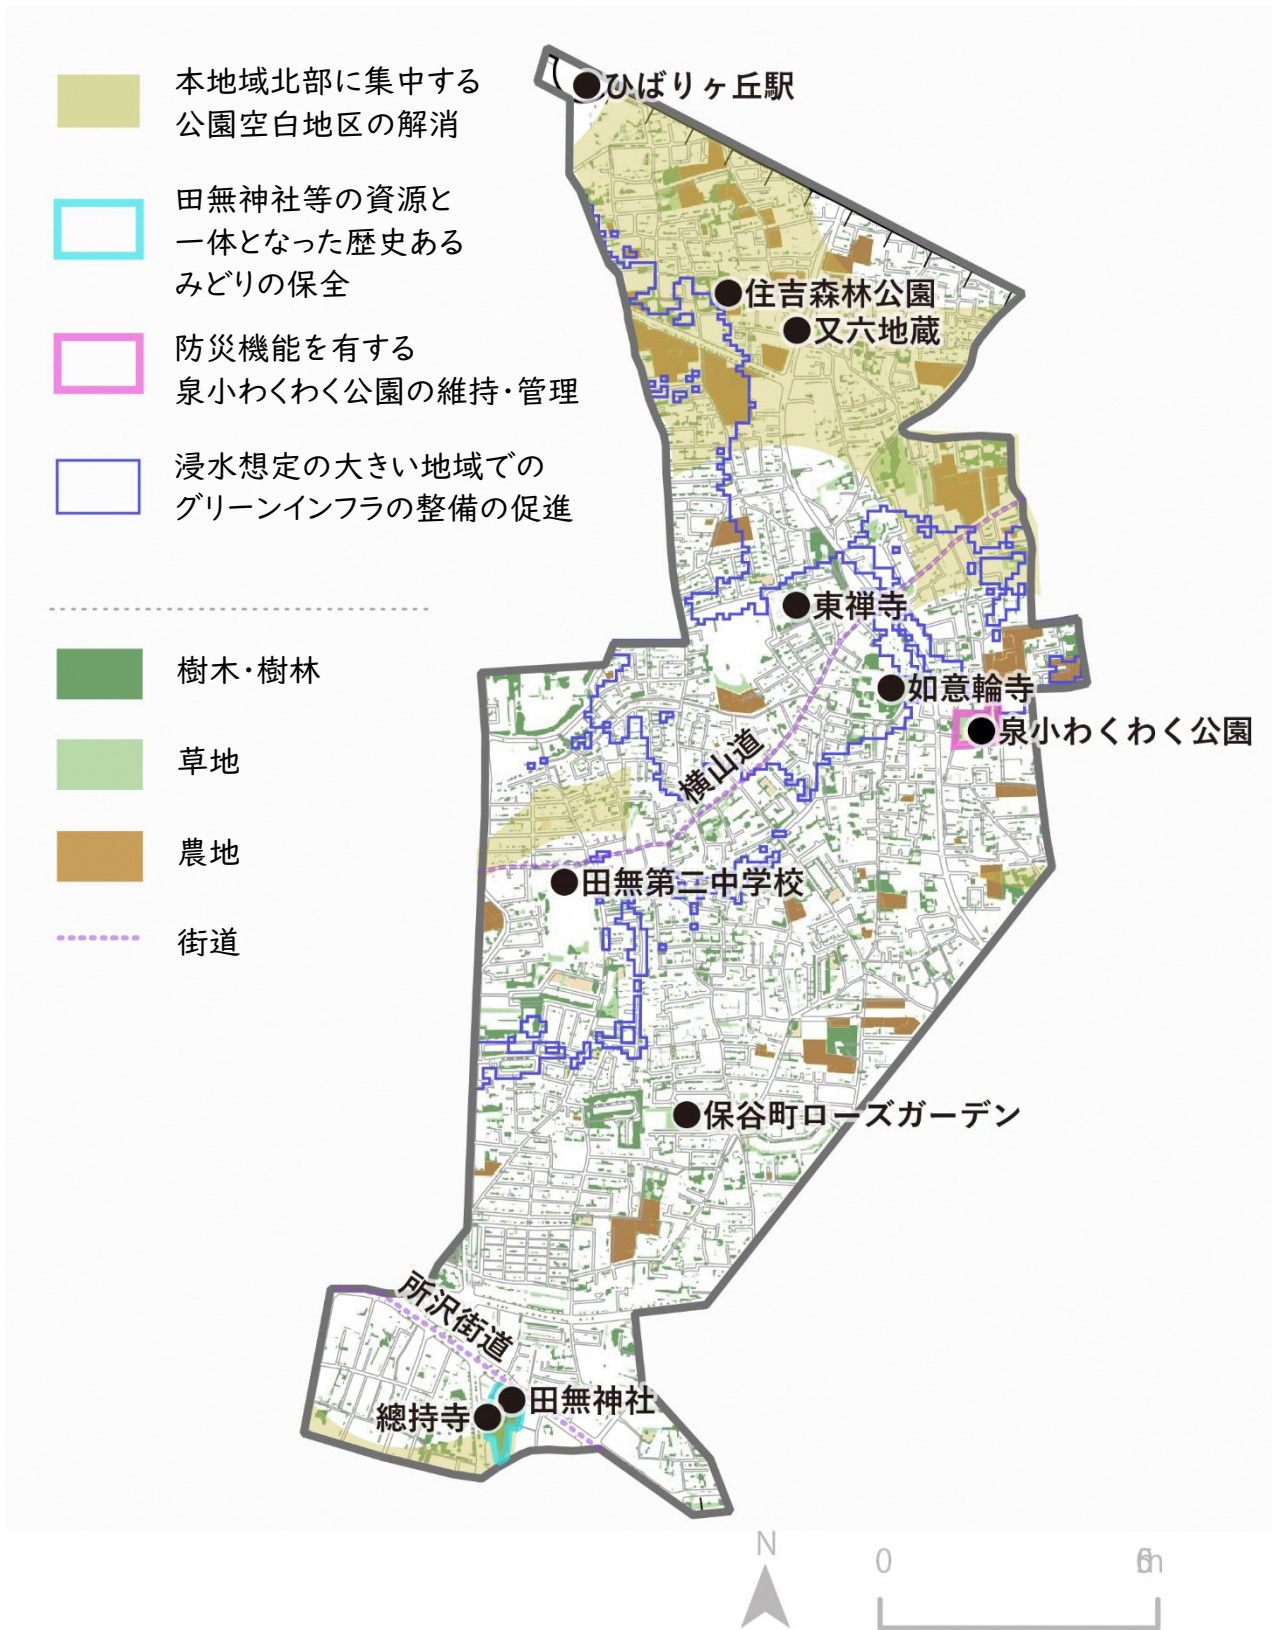 本地域北部に集中する
公園空白地区の解消
田無神社等の資源と
一体となった歴史ある
みどりの保全
防災機能を有する
泉小わくわく公園の維持・管理
浸水想定の大きい地域での
グリーンインフラの整備の促進
樹木・樹林
草地
農地
街道
ひばりヶ丘駅
住吉森林公園
又六地蔵
東禅寺
如意輪寺
泉小わくわく公園
横山道
田無第二中学校
保谷町ローズガーデン
所沢街道
田無神社
總持寺
N
0